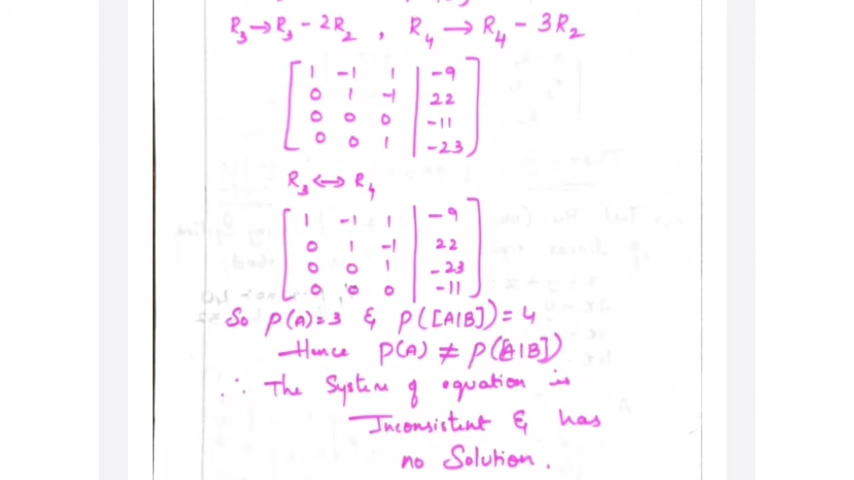 R₃ → R₃ - 2R₂ , R₄ → R₄ - 3R₂
1 -1 1 | -9
0 1 -1 | 22
0 0 0 | -11
0 0 1 | -23
R₃ ↔ R₄
1 -1 1 | -9
0 1 -1 | 22
0 0 1 | -23
0 0 0 | -11
So ρ(A)=3 & ρ([A|B])=4
Hence ρ(A) ≠ ρ([A|B])
∴ The System of equation is
Inconsistent & has
no Solution.